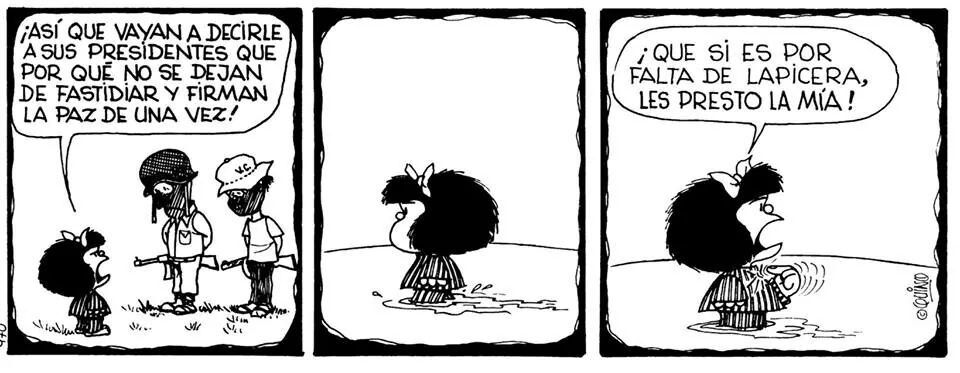 ¡ASÍ QUE VAYAN A DECIRLE
A SUS PRESIDENTES QUE
POR QUÉ NO SE DEJAN
DE FASTIDIAR Y FIRMAN
LA PAZ DE UNA VEZ!
V.C.
470
¡QUE SI ES POR
FALTA DE LAPICERA,
LES PRESTO LA MÍA!
© QUINO